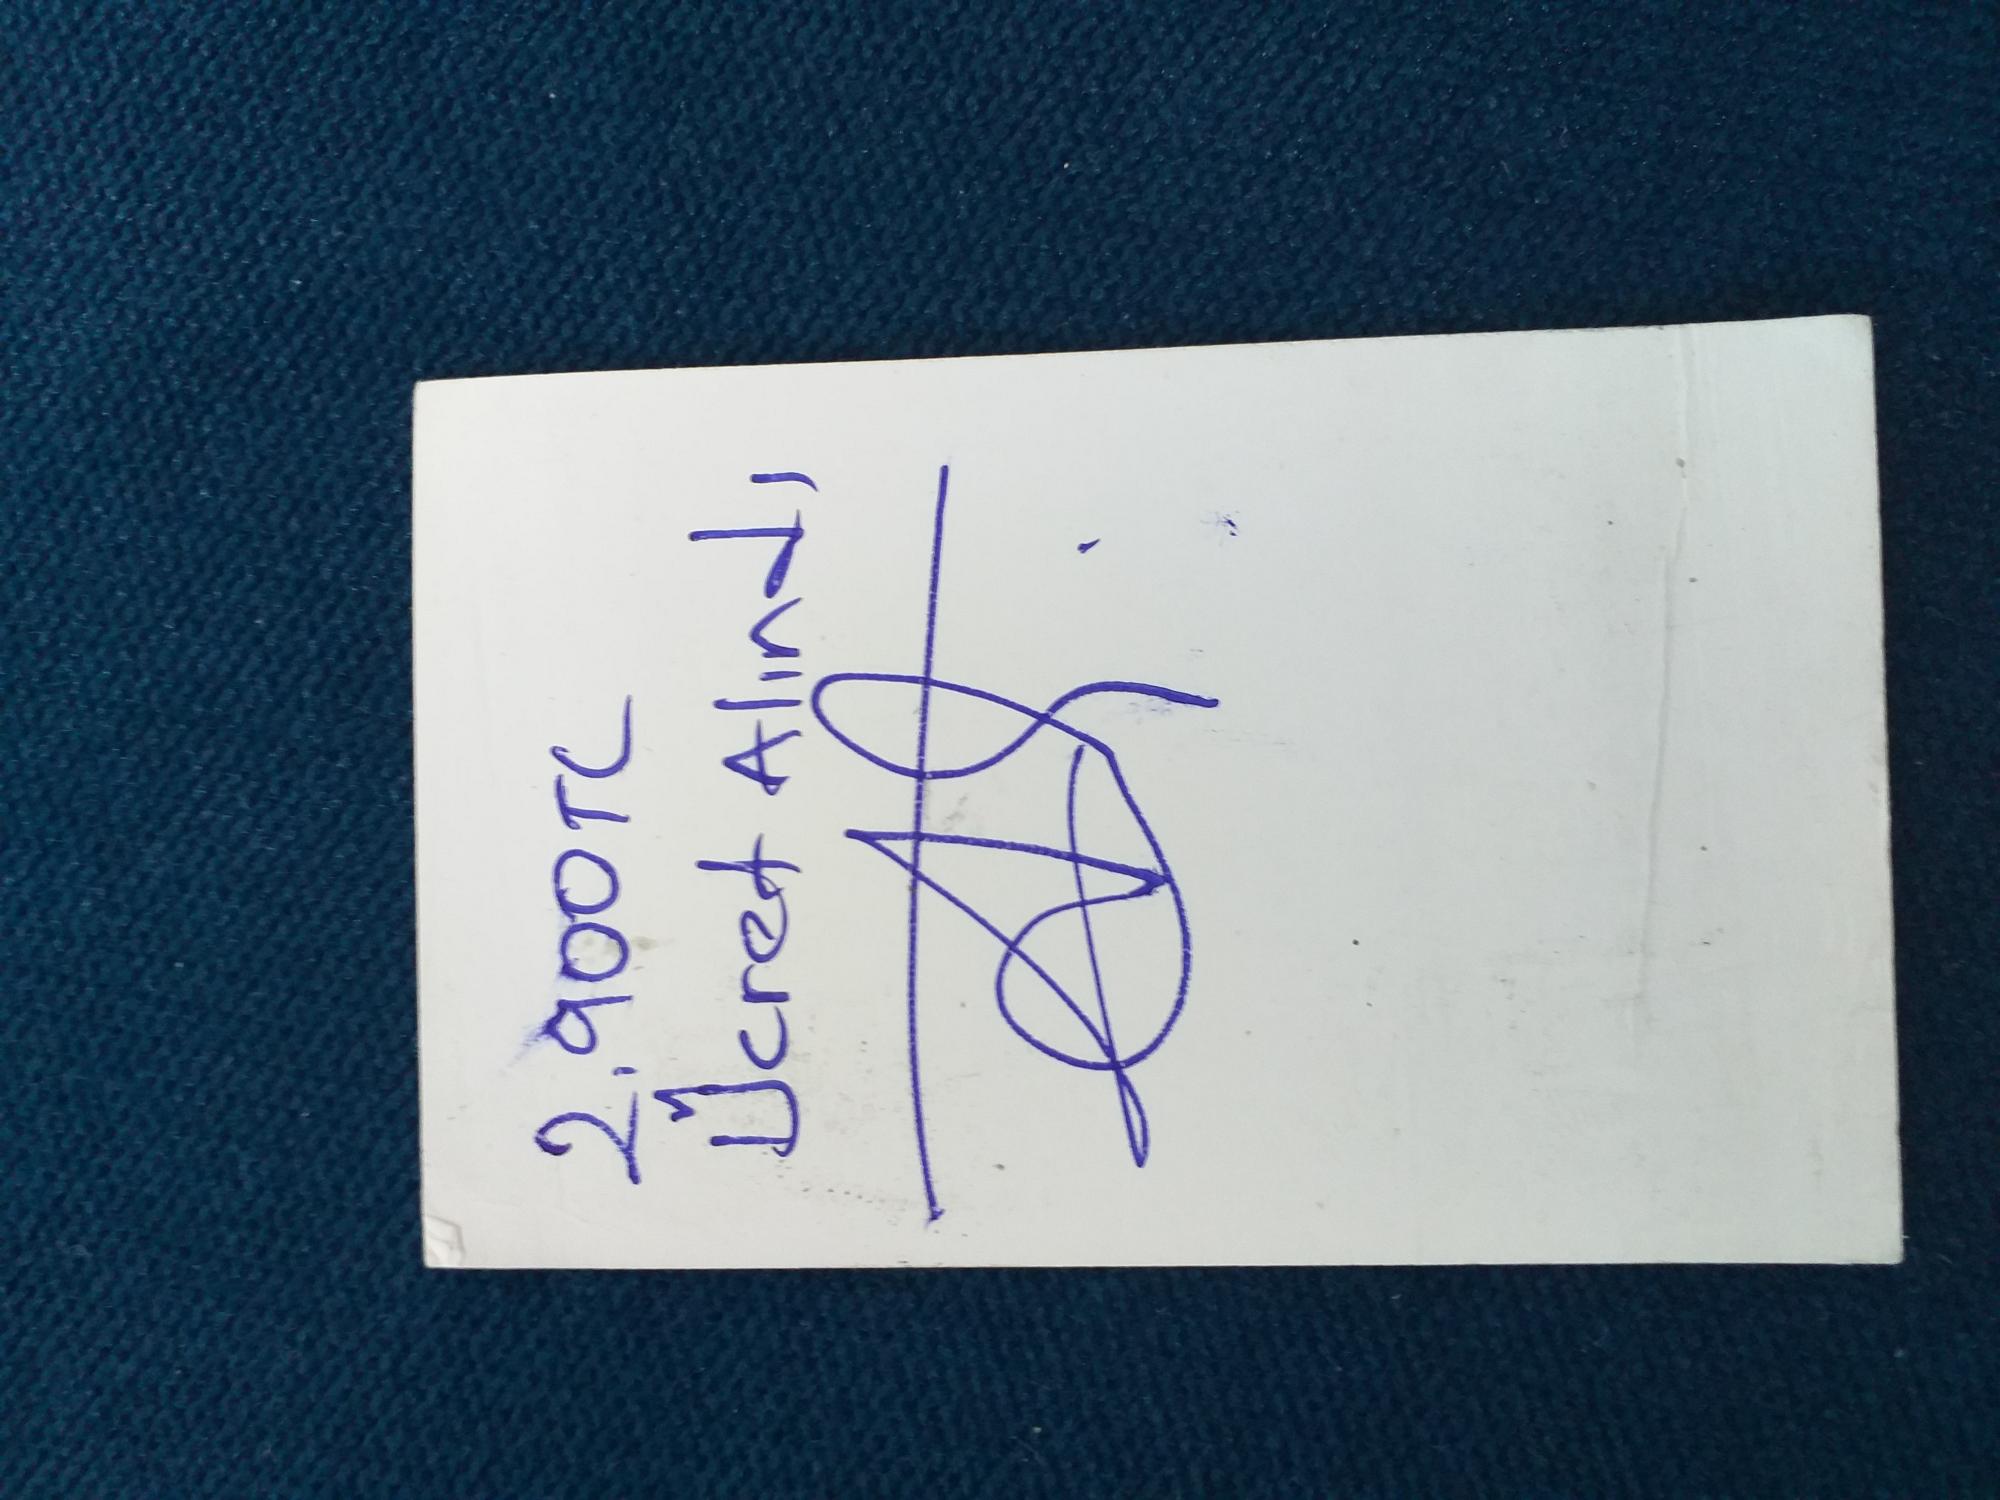 2.900TL
Ücret Alındı